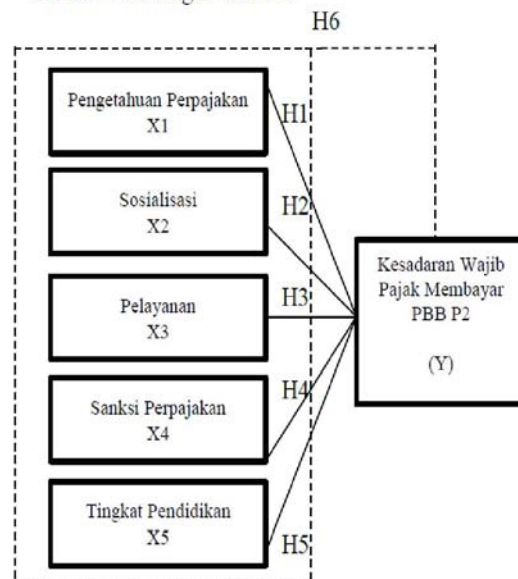 H6
Pengetahuan Perpajakan
X1
H1
Sosialisasi
X2
H2
Pelayanan
X3
H3
Sanksi Perpajakan
X4
H4
Tingkat Pendidikan
X5
H5
Kesadaran Wajib
Pajak Membayar
PBB P2
(Y)